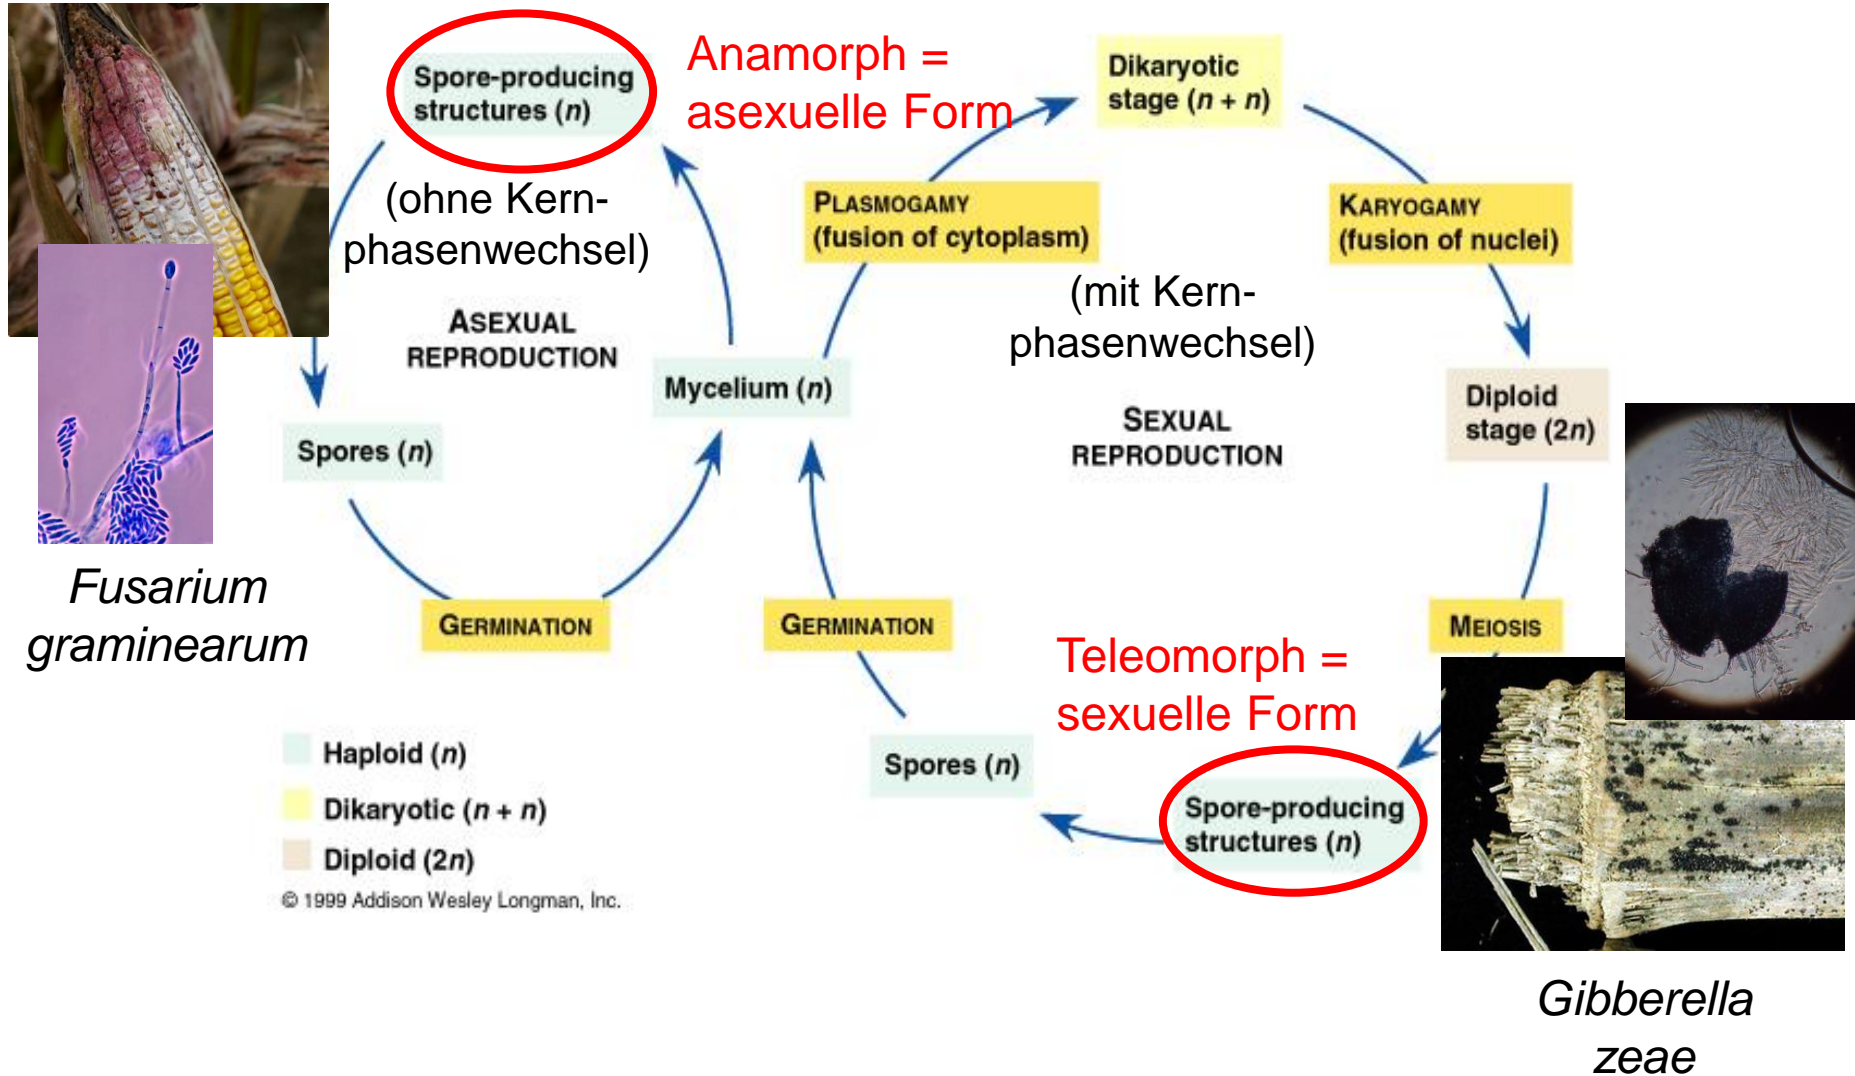 Spore-producing
structures (n)
Anamorph =
asexuelle Form
Dikaryotic
stage (n + n)
(ohne Kern-
phasenwechsel)
PLASMOGAMY
(fusion of cytoplasm)
KARYOGAMY
(fusion of nuclei)
(mit Kern-
phasenwechsel)
ASEXUAL
REPRODUCTION
Mycelium (n)
Diploid
stage (2n)
SEXUAL
REPRODUCTION
Spores (n)
Fusarium
graminearum
GERMINATION
GERMINATION
MEIOSIS
Teleomorph =
sexuelle Form
Spores (n)
Spore-producing
structures (n)
Haploid (n)
Dikaryotic (n + n)
Diploid (2n)
© 1999 Addison Wesley Longman, Inc.
Gibberella
zeae